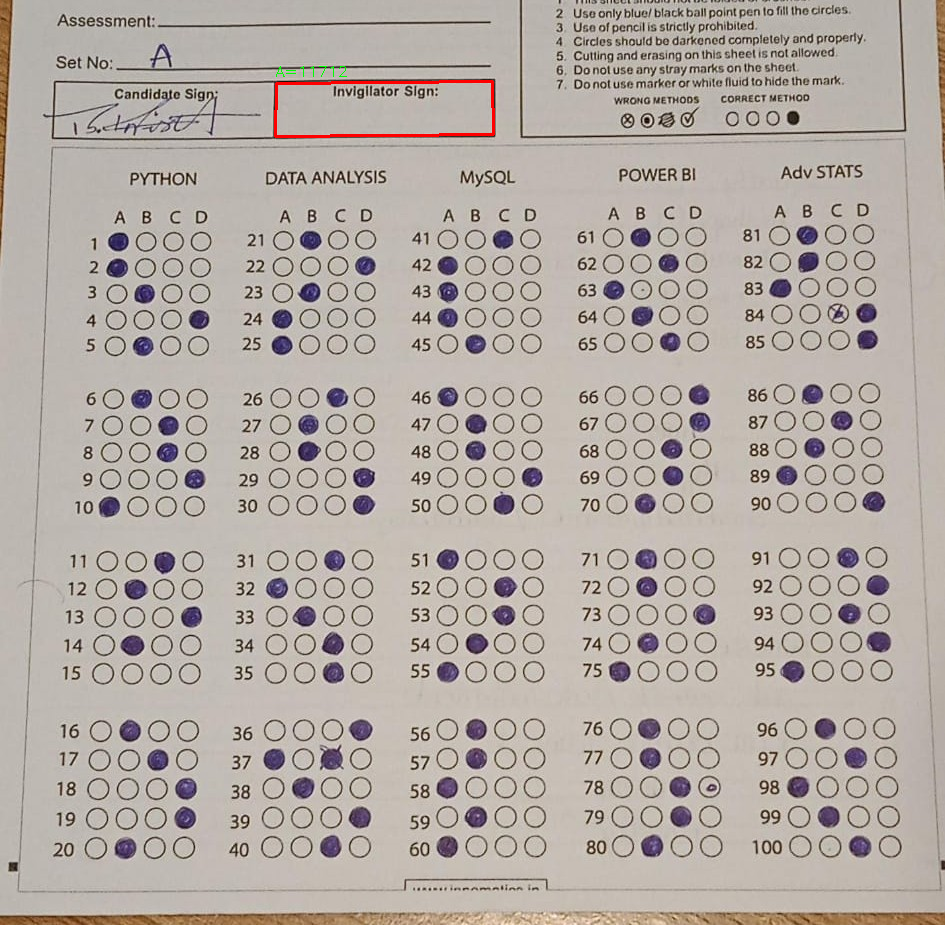 Assessment:
Set No: A
2 Use only blue/ black ball point pen to fill the circles.
3. Use of pencil is strictly prohibited.
4 Circles should be darkened completely and properly.
5. Cutting and erasing on this sheet is not allowed.
6. Do not use any stray marks on the sheet.
7. Do not use marker or white fluid to hide the mark.
WRONG METHODS CORRECT METHOD
Candidate Sign:
Invigilator Sign:
PYTHON DATA ANALYSIS MySQL POWER BI Adv STATS
A B C D A B C D A B C D A B C D A B C D
1 21 41 61 81
2 22 42 62 82
3 23 43 63 83
4 24 44 64 84
5 25 45 65 85
6 26 46 66 86
7 27 47 67 87
8 28 48 68 88
9 29 49 69 89
10 30 50 70 90
11 31 51 71 91
12 32 52 72 92
13 33 53 73 93
14 34 54 74 94
15 35 55 75 95
16 36 56 76 96
17 37 57 77 97
18 38 58 78 98
19 39 59 79 99
20 40 60 80 100